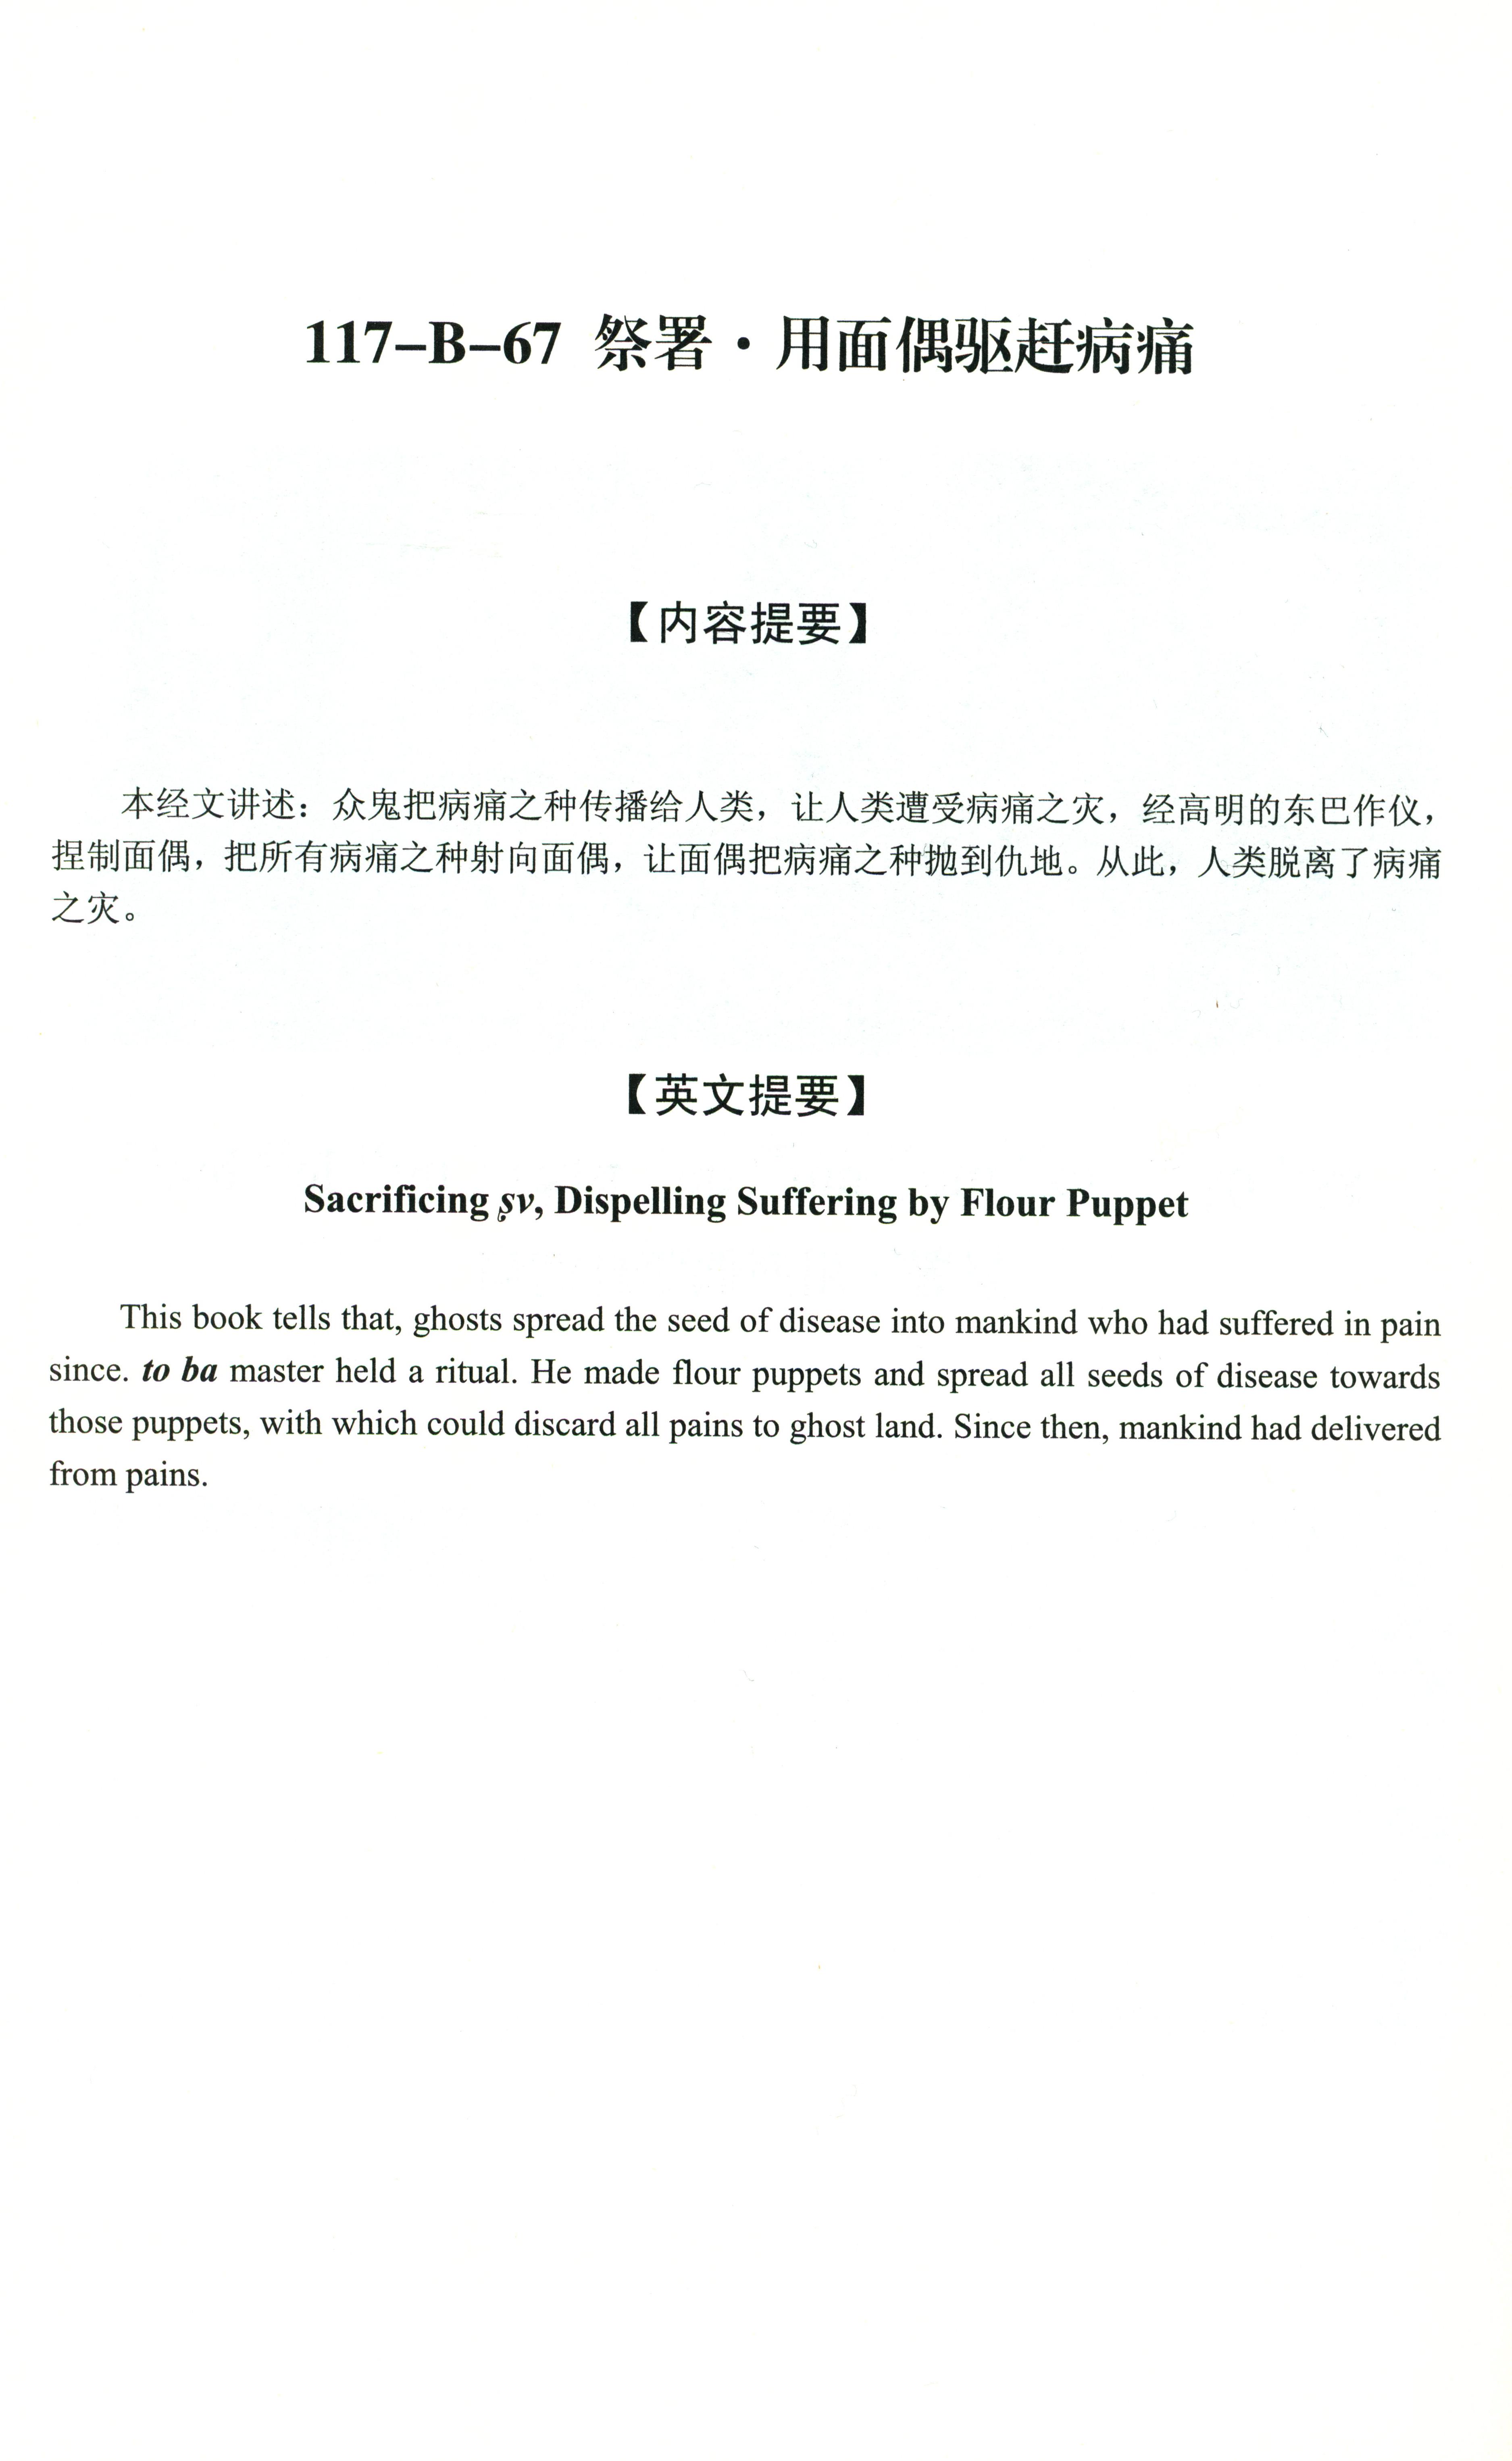 117–B–67 祭署·用面偶驱赶病痛
【内容提要】
本经文讲述：众鬼把病痛之种传播给人类，让人类遭受病痛之灾，经高明的东巴作仪，
捏制面偶，把所有病痛之种射向面偶，让面偶把病痛之种抛到仇地。从此，人类脱离了病痛
之灾。
【英文提要】
Sacrificing ʂv, Dispelling Suffering by Flour Puppet
This book tells that, ghosts spread the seed of disease into mankind who had suffered in pain
since. to ba master held a ritual. He made flour puppets and spread all seeds of disease towards
those puppets, with which could discard all pains to ghost land. Since then, mankind had delivered
from pains.